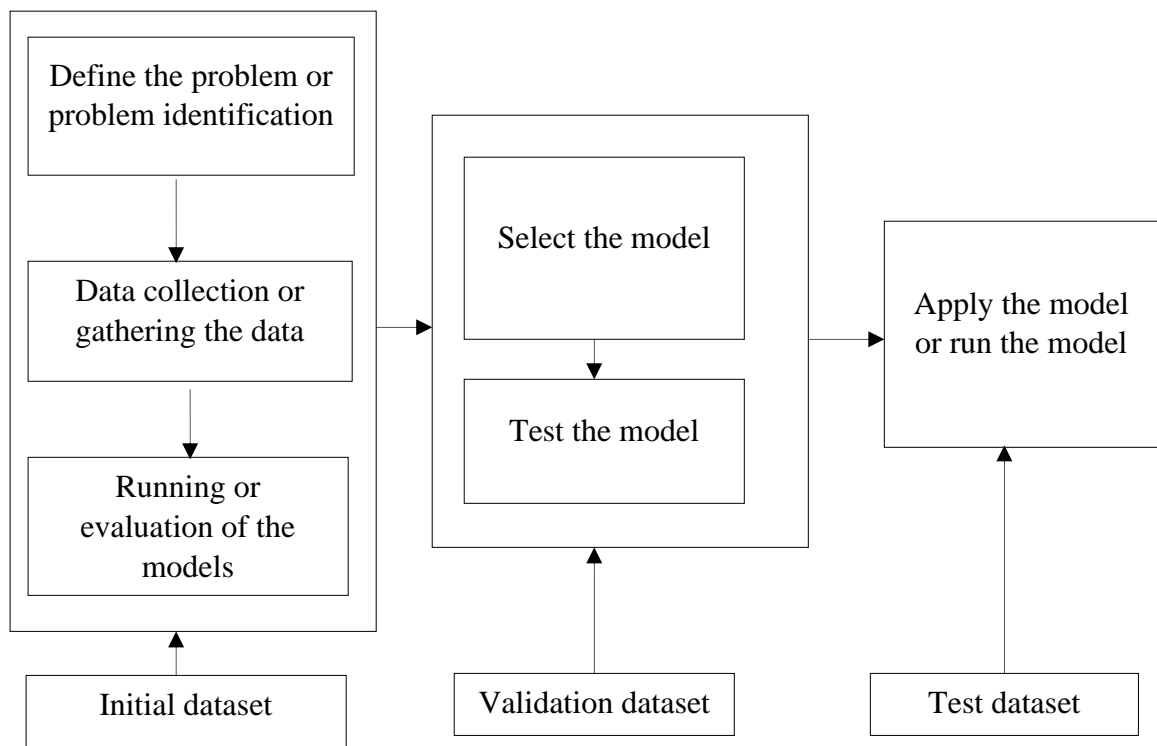 Define the problem or
problem identification
Data collection or
gathering the data
Running or
evaluation of the
models
Select the model
Test the model
Apply the model
or run the model
Initial dataset
Validation dataset
Test dataset